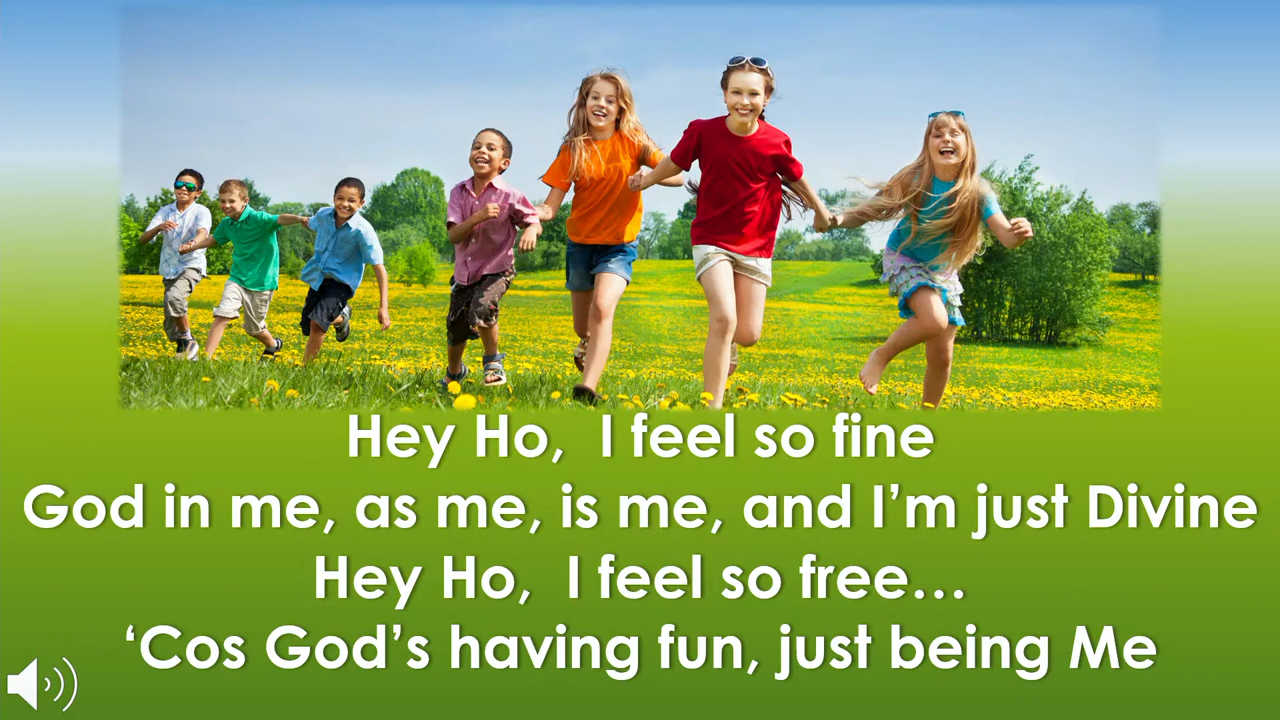 Hey Ho,  I feel so fine
God in me, as me, is me, and I’m just Divine
Hey Ho,  I feel so free…
‘Cos God’s having fun, just being Me